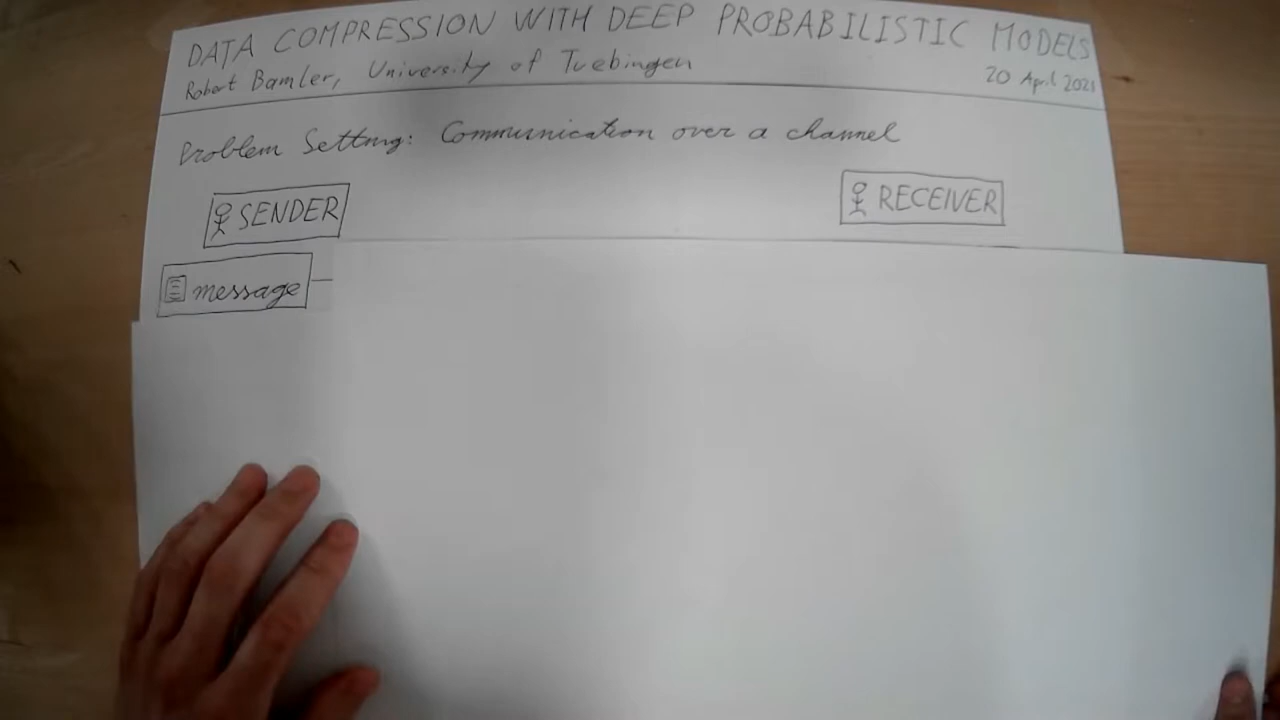 DATA COMPRESSION WITH DEEP PROBABILISTIC MODELS
Robert Bamler, University of Tuebingen
20 April 2021
Problem Setting: Communication over a channel
SENDER
RECEIVER
message